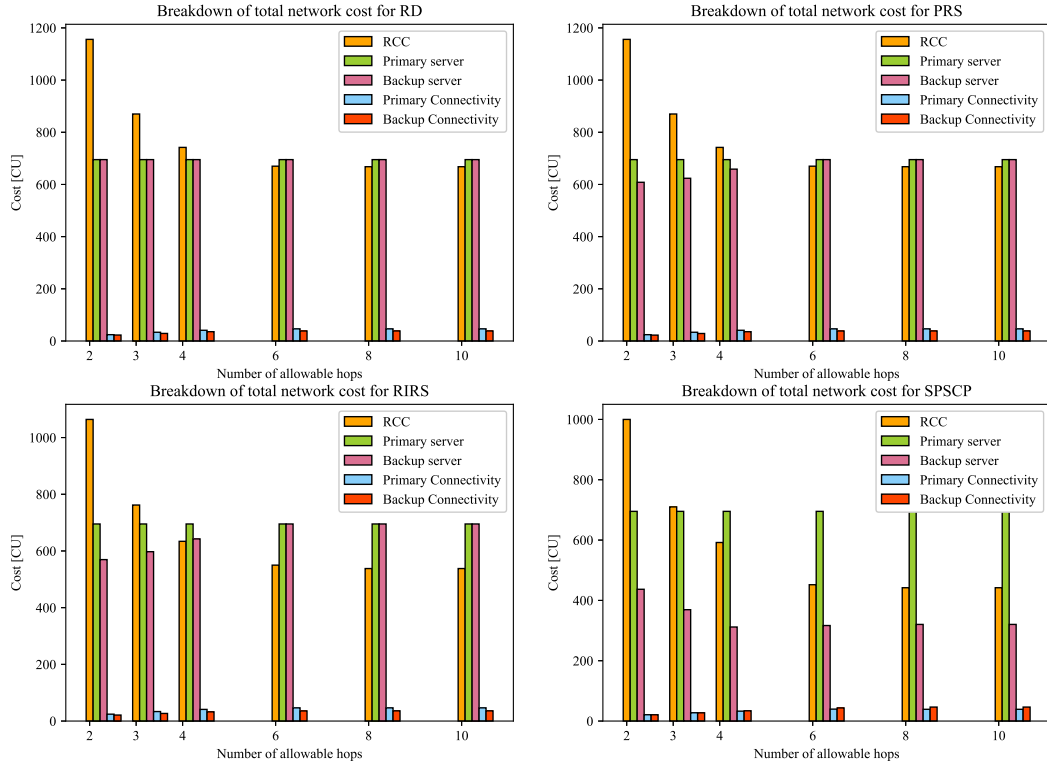 Breakdown of total network cost for RD
1200
1000
800
600
400
200
0
Cost [CU]
RCC
Primary server
Backup server
Primary Connectivity
Backup Connectivity
2 3 4 6 8 10
Number of allowable hops
Breakdown of total network cost for PRS
1200
1000
800
600
400
200
0
Cost [CU]
RCC
Primary server
Backup server
Primary Connectivity
Backup Connectivity
2 3 4 6 8 10
Number of allowable hops
Breakdown of total network cost for RIRS
1000
800
600
400
200
0
Cost [CU]
RCC
Primary server
Backup server
Primary Connectivity
Backup Connectivity
2 3 4 6 8 10
Number of allowable hops
Breakdown of total network cost for SPSCP
1000
800
600
400
200
0
Cost [CU]
RCC
Primary server
Backup server
Primary Connectivity
Backup Connectivity
2 3 4 6 8 10
Number of allowable hops